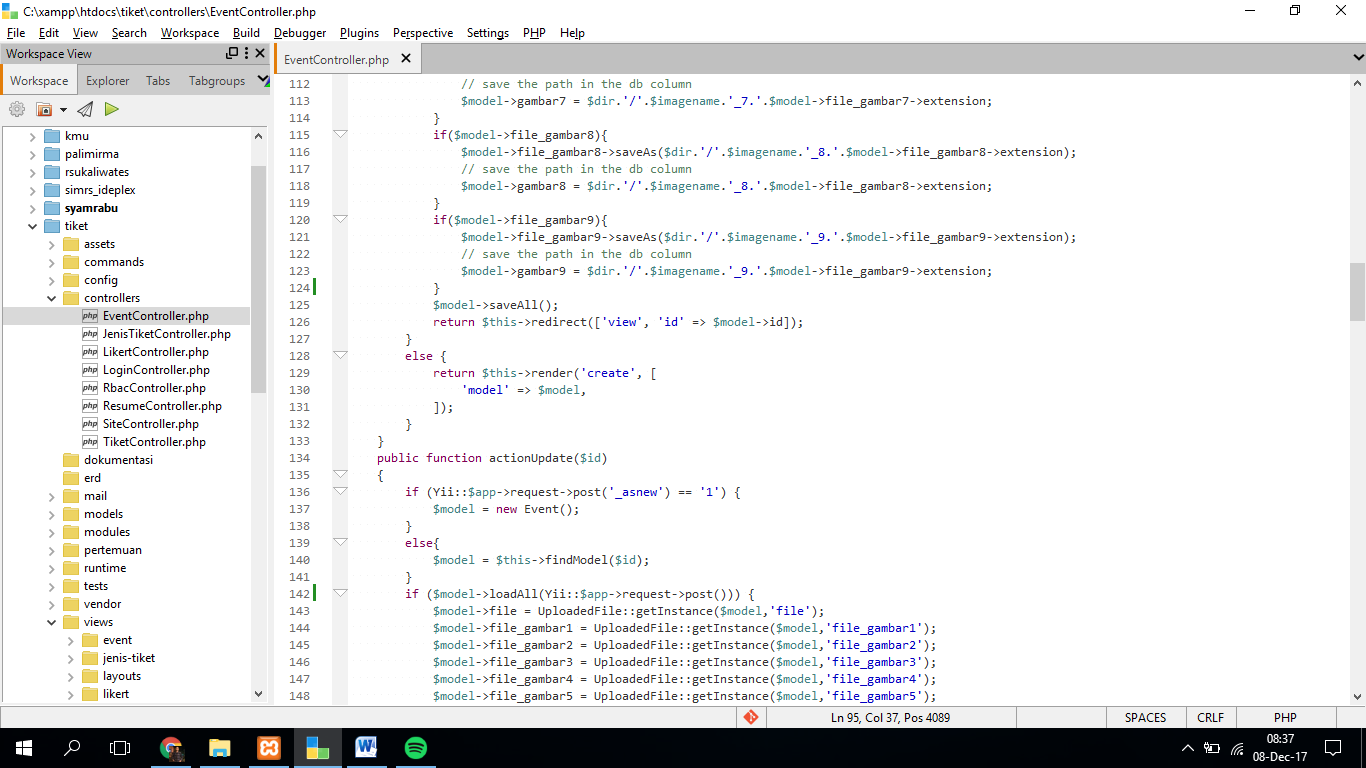 C:\xampp\htdocs\tiket\controllers\EventController.php
File Edit View Search Workspace Build Debugger Plugins Perspective Settings PHP Help
Workspace View
Workspace Explorer Tabs Tabgroups
kmu
palimirma
rsukaliwates
simrs_ideplex
syamrabu
tiket
assets
commands
config
controllers
php EventController.php
php JenisTiketController.php
php LikertController.php
php LoginController.php
php RbacController.php
php ResumeController.php
php SiteController.php
php TiketController.php
dokumentasi
erd
mail
models
modules
pertemuan
runtime
tests
vendor
views
event
jenis-tiket
layouts
likert
EventController.php
112 // save the path in the db column
113 $model->gambar7 = $dir.'/'.$imagename.'_7.'.$model->file_gambar7->extension;
114 }
115 if($model->file_gambar8){
116 $model->file_gambar8->saveAs($dir.'/'.$imagename.'_8.'.$model->file_gambar8->extension);
117 // save the path in the db column
118 $model->gambar8 = $dir.'/'.$imagename.'_8.'.$model->file_gambar8->extension;
119 }
120 if($model->file_gambar9){
121 $model->file_gambar9->saveAs($dir.'/'.$imagename.'_9.'.$model->file_gambar9->extension);
122 // save the path in the db column
123 $model->gambar9 = $dir.'/'.$imagename.'_9.'.$model->file_gambar9->extension;
124 }
125 $model->saveAll();
126 return $this->redirect(['view', 'id' => $model->id]);
127 }
128 else {
129 return $this->render('create', [
130 'model' => $model,
131 ]);
132 }
133 }
134 public function actionUpdate($id)
135 {
136 if (Yii::$app->request->post('_asnew') == '1') {
137 $model = new Event();
138 }
139 else{
140 $model = $this->findModel($id);
141 }
142 if ($model->loadAll(Yii::$app->request->post())) {
143 $model->file = UploadedFile::getInstance($model,'file');
144 $model->file_gambar1 = UploadedFile::getInstance($model,'file_gambar1');
145 $model->file_gambar2 = UploadedFile::getInstance($model,'file_gambar2');
146 $model->file_gambar3 = UploadedFile::getInstance($model,'file_gambar3');
147 $model->file_gambar4 = UploadedFile::getInstance($model,'file_gambar4');
148 $model->file_gambar5 = UploadedFile::getInstance($model,'file_gambar5');
Ln 95, Col 37, Pos 4089 SPACES CRLF PHP
08:37
08-Dec-17